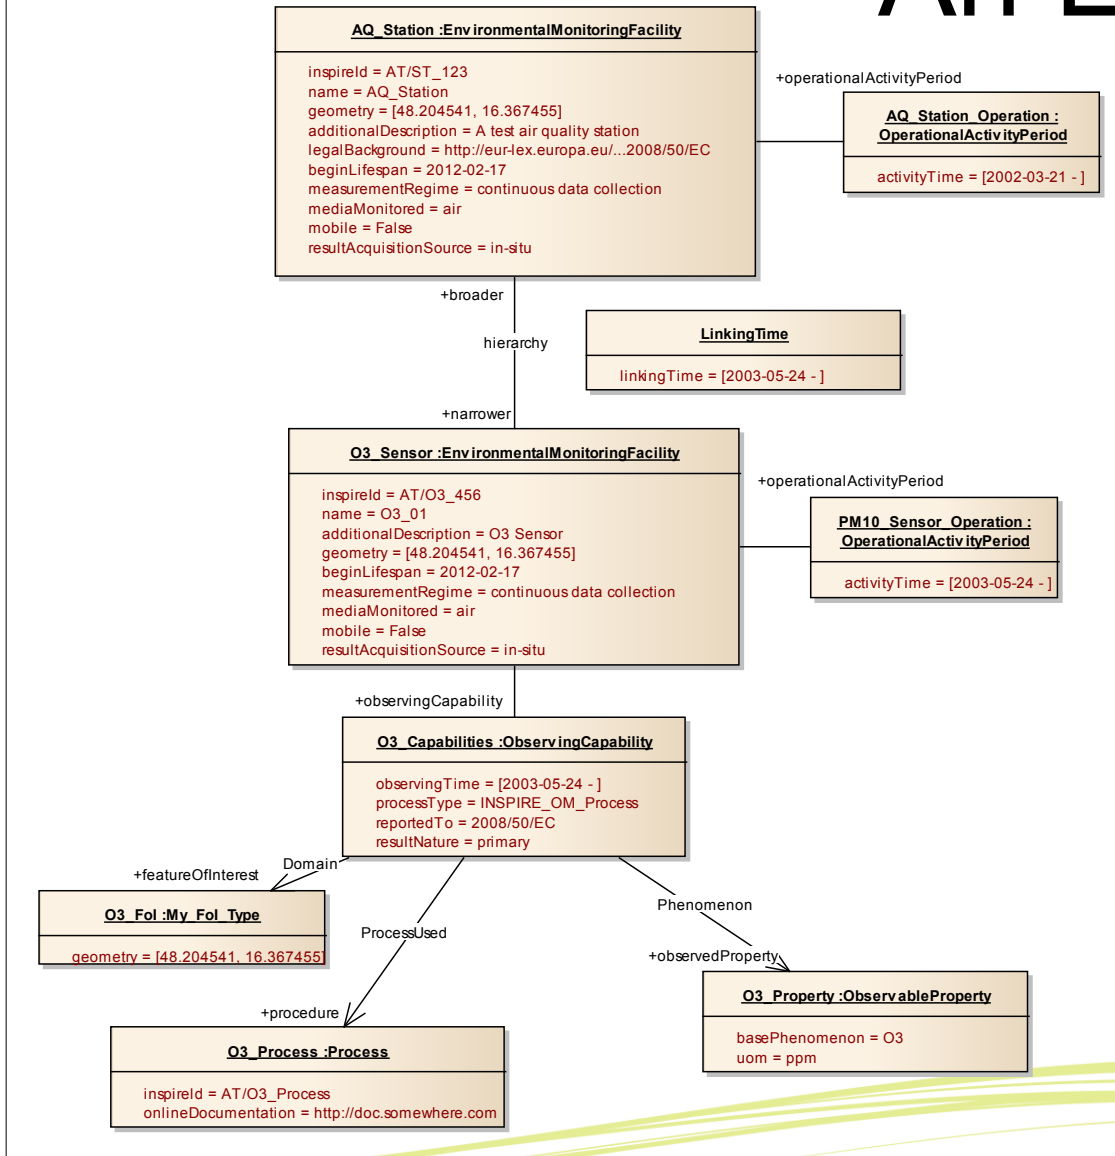 AQ_Station :EnvironmentalMonitoringFacility
inspireId = AT/ST_123
name = AQ_Station
geometry = [48.204541, 16.367455]
additionalDescription = A test air quality station
legalBackground = http://eur-lex.europa.eu/...2008/50/EC
beginLifespan = 2012-02-17
measurementRegime = continuous data collection
mediaMonitored = air
mobile = False
resultAcquisitionSource = in-situ
+operationalActivityPeriod
AQ_Station_Operation :
OperationalActivityPeriod
activityTime = [2002-03-21 - ]
+broader
hierarchy
+narrower
LinkingTime
linkingTime = [2003-05-24 - ]
O3_Sensor :EnvironmentalMonitoringFacility
inspireId = AT/O3_456
name = O3_01
additionalDescription = O3 Sensor
geometry = [48.204541, 16.367455]
beginLifespan = 2012-02-17
measurementRegime = continuous data collection
mediaMonitored = air
mobile = False
resultAcquisitionSource = in-situ
+operationalActivityPeriod
PM10_Sensor_Operation :
OperationalActivityPeriod
activityTime = [2003-05-24 - ]
+observingCapability
O3_Capabilities :ObservingCapability
observingTime = [2003-05-24 - ]
processType = INSPIRE_OM_Process
reportedTo = 2008/50/EC
resultNature = primary
Domain
+featureOfInterest
O3_FoI :My_FoI_Type
geometry = [48.204541, 16.367455]
ProcessUsed
+procedure
O3_Process :Process
inspireId = AT/O3_Process
onlineDocumentation = http://doc.somewhere.com
Phenomenon
+observedProperty
O3_Property :ObservableProperty
basePhenomenon = O3
uom = ppm